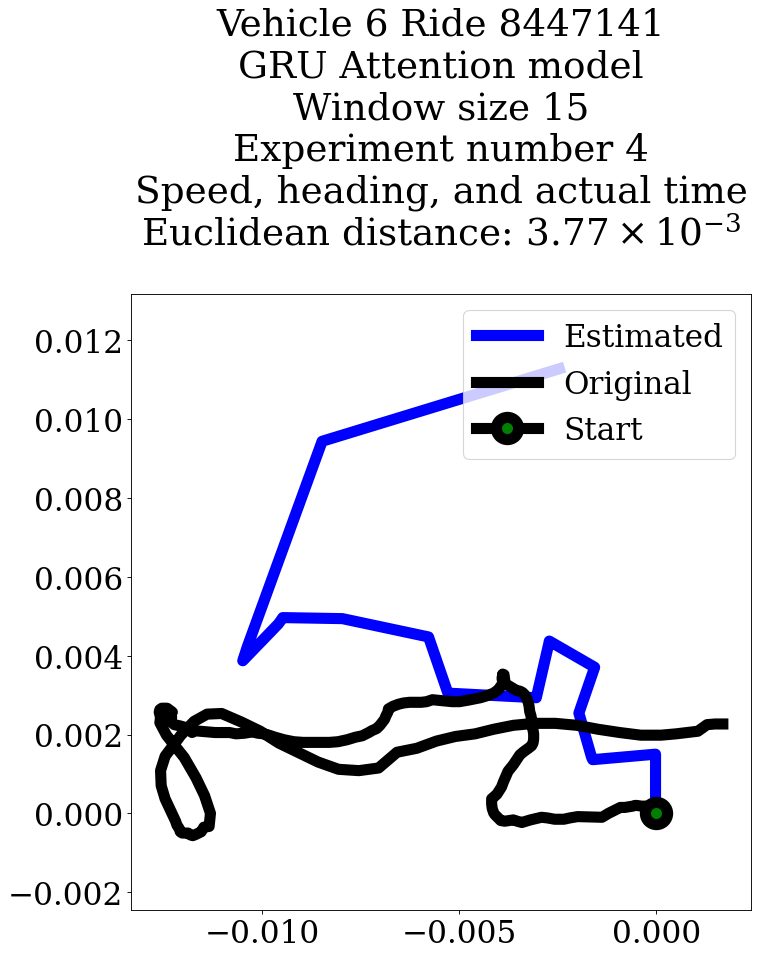 Vehicle 6 Ride 8447141
GRU Attention model
Window size 15
Experiment number 4
Speed, heading, and actual time
Euclidean distance: 3.77 × 10⁻³
Estimated
Original
Start
0.012
0.010
0.008
0.006
0.004
0.002
0.000
−0.002
−0.010 −0.005 0.000